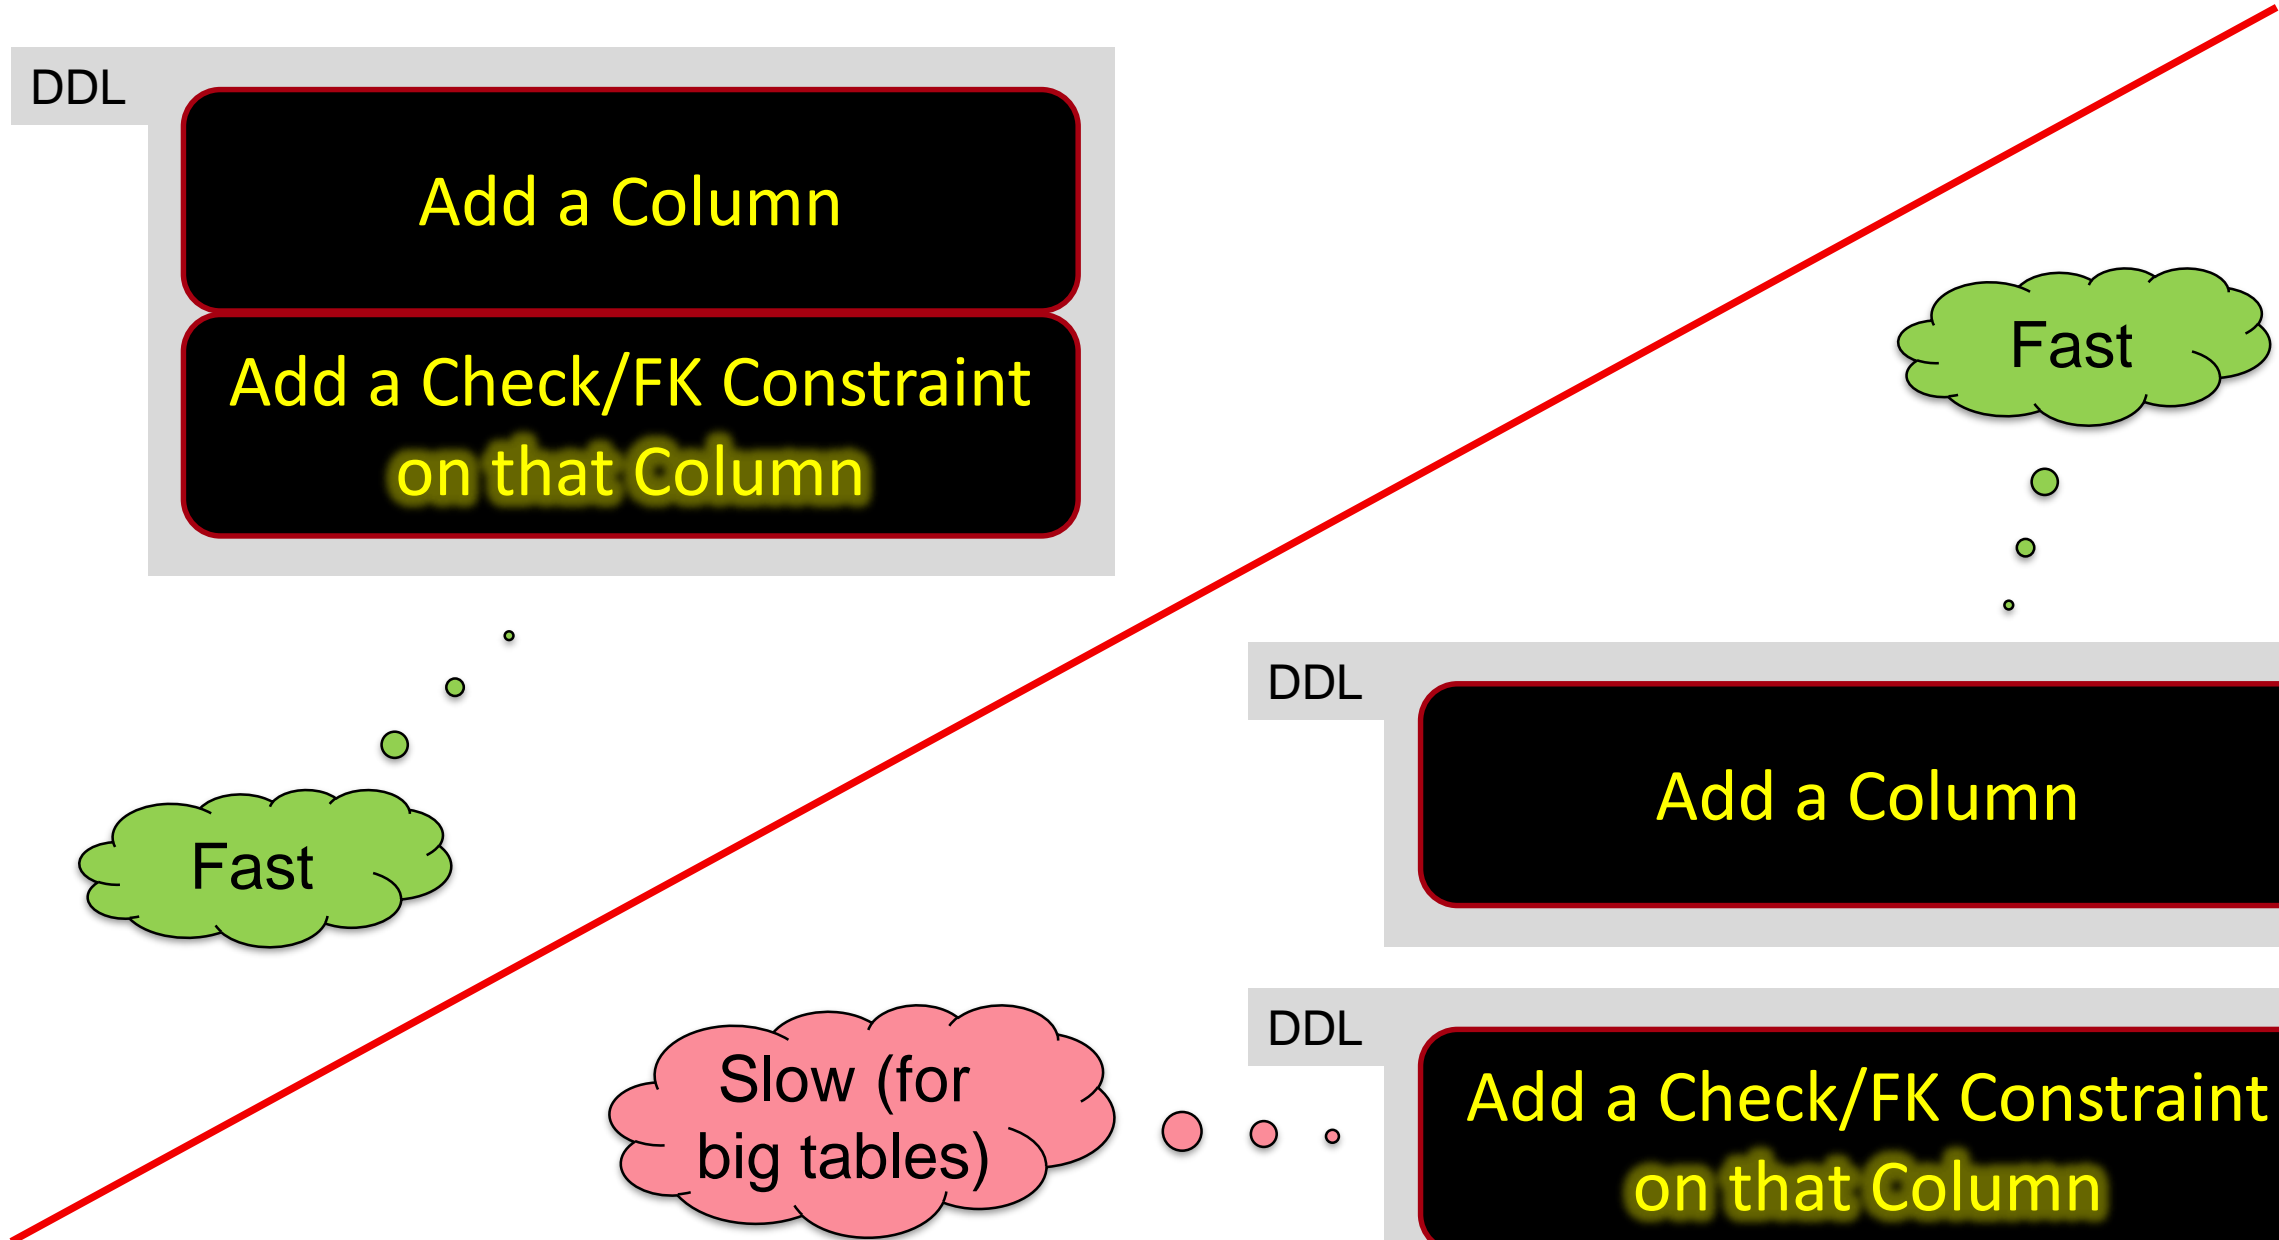 DDL
Add a Column
Add a Check/FK Constraint
on that Column
Fast
Fast
DDL
Add a Column
DDL
Add a Check/FK Constraint
on that Column
Slow (for
big tables)